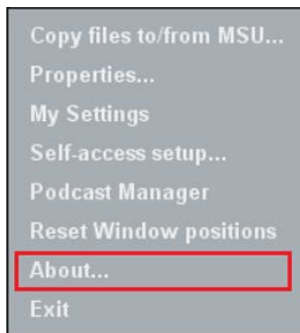 Copy files to/from MSU...
Properties...
My Settings
Self-access setup...
Podcast Manager
Reset Window positions
About...
Exit